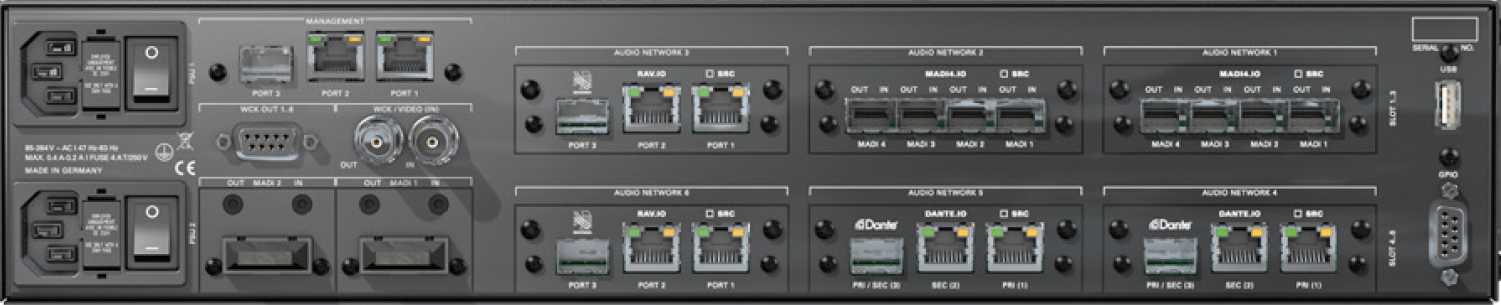 MANAGEMENT
PORT 3 PORT 2 PORT 1
PSU 1
WCK OUT 1..6 WCK / VIDEO (IN)
OUT IN
85-264 V ~ AC I 47 Hz-63 Hz
MAX. 0.4 A-0.2 A I FUSE 4 AT/250 V
MADE IN GERMANY
CE
OUT MADI 2 IN OUT MADI 1 IN
PSU 2
AUDIO NETWORK 3
RAV.IO SRC
PORT 3 PORT 2 PORT 1
AUDIO NETWORK 2
MADI4.IO SRC
OUT IN OUT IN OUT IN OUT IN
MADI 4 MADI 3 MADI 2 MADI 1
AUDIO NETWORK 1
MADI4.IO SRC
OUT IN OUT IN OUT IN OUT IN
MADI 4 MADI 3 MADI 2 MADI 1
SLOT 1..3
AUDIO NETWORK 6
RAV.IO SRC
PORT 3 PORT 2 PORT 1
AUDIO NETWORK 5
Dante DANTE.IO SRC
PRI / SEC (3) SEC (2) PRI (1)
AUDIO NETWORK 4
Dante DANTE.IO SRC
PRI / SEC (3) SEC (2) PRI (1)
SLOT 4..6
SERIAL NO.
USB
GPIO